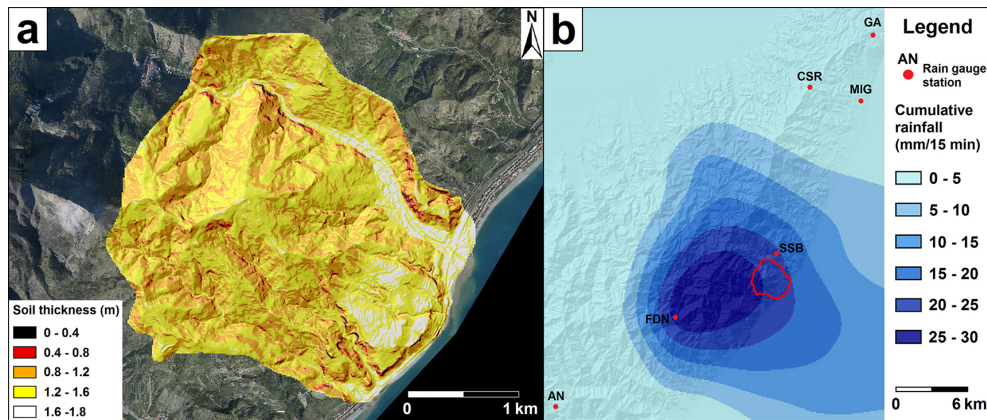 a
N
Soil thickness (m)
0 - 0.4
0.4 - 0.8
0.8 - 1.2
1.2 - 1.6
1.6 -1.8
0 1 km
b
GA
CSR
MIG
SSB
FDN
AN
Legend
AN
Rain gauge
station
Cumulative
rainfall
(mm/15 min)
0 - 5
5 - 10
10 - 15
15 - 20
20 - 25
25 - 30
0 6 km